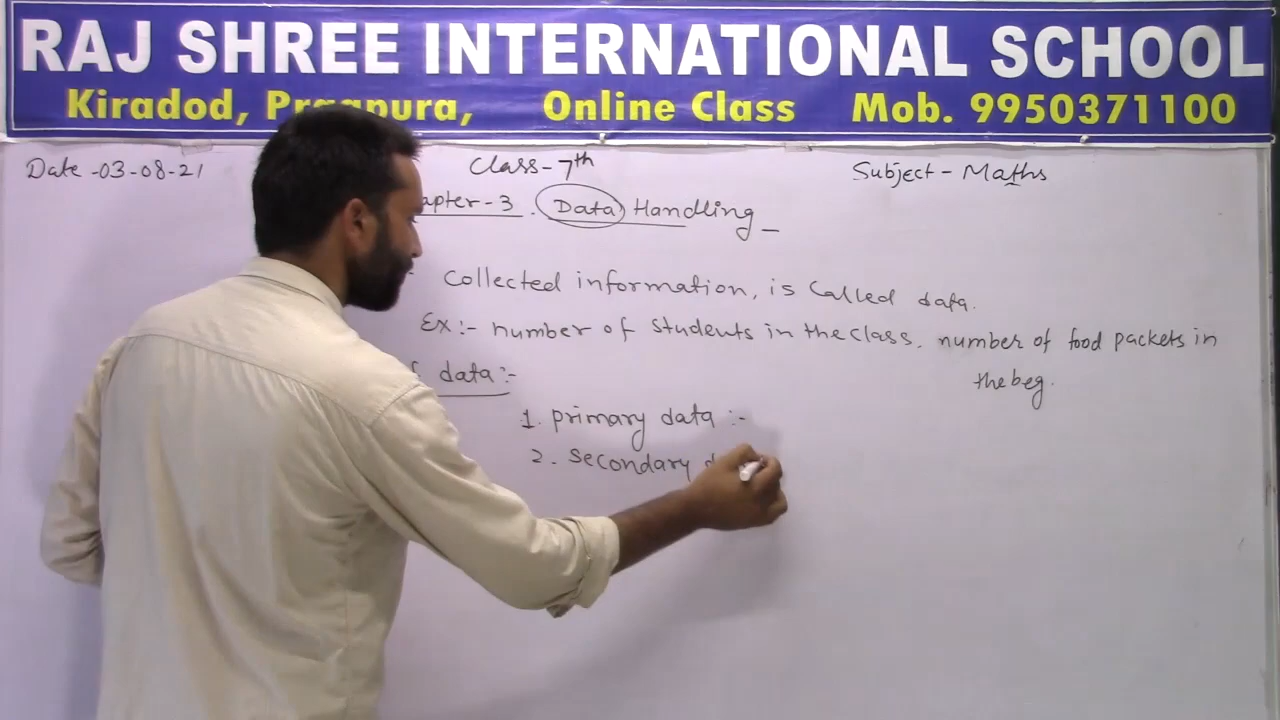 RAJ SHREE INTERNATIONAL SCHOOL
Kiradod, Pragpura, Online Class Mob. 9950371100
Date -03-08-21 Class-7th Subject - Maths
apter-3. Data Handling
Collected information, is Called data.
Ex:- number of Students in the class, number of food packets in
the beg.
data:-
1. primary data :-
2. Secondary d